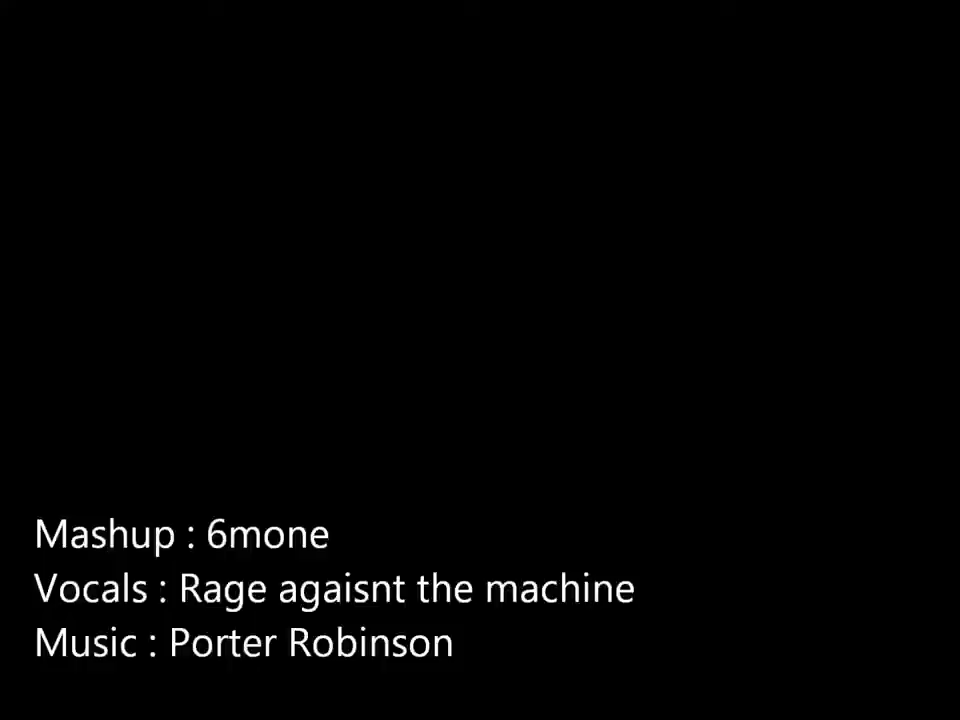 Mashup : 6mone
Vocals : Rage agaisnt the machine
Music : Porter Robinson